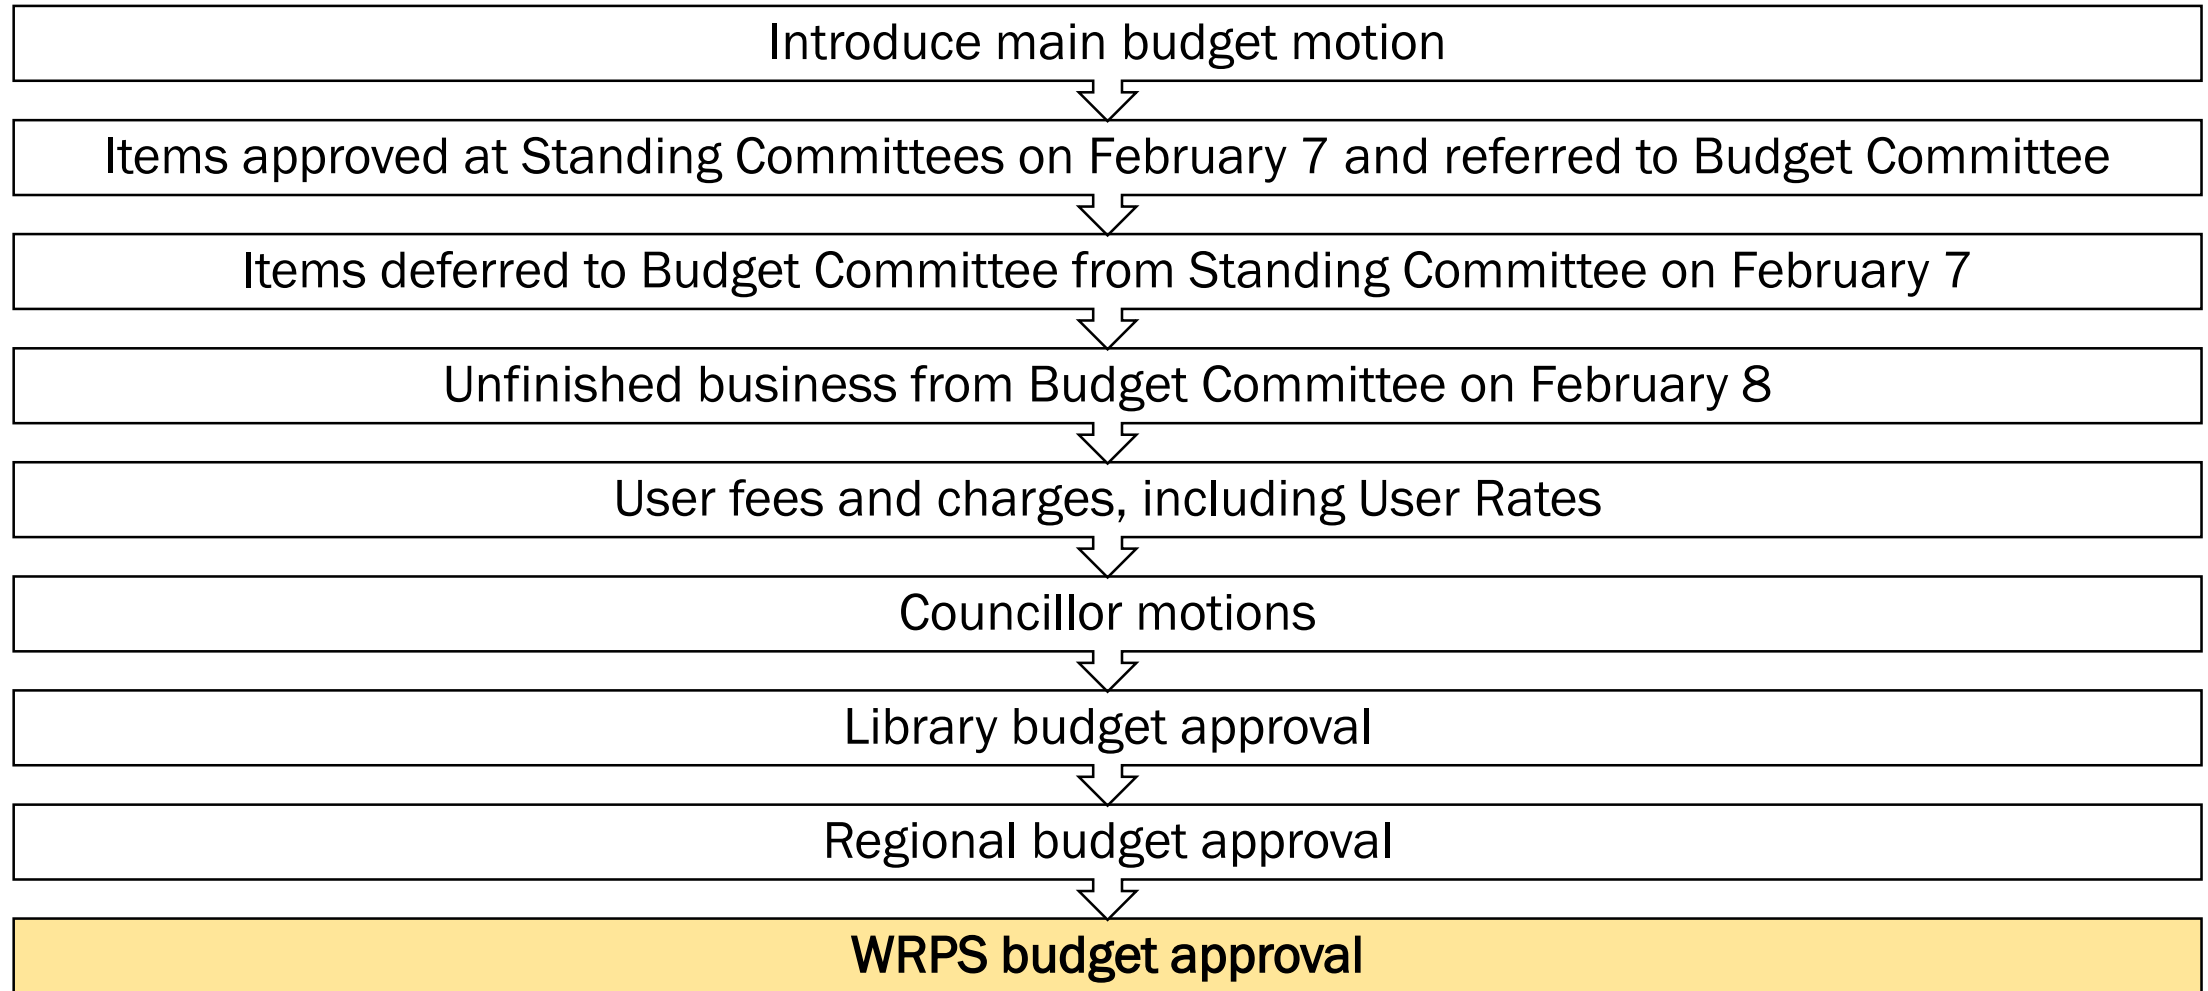 Introduce main budget motion
Items approved at Standing Committees on February 7 and referred to Budget Committee
Items deferred to Budget Committee from Standing Committee on February 7
Unfinished business from Budget Committee on February 8
User fees and charges, including User Rates
Councillor motions
Library budget approval
Regional budget approval
WRPS budget approval